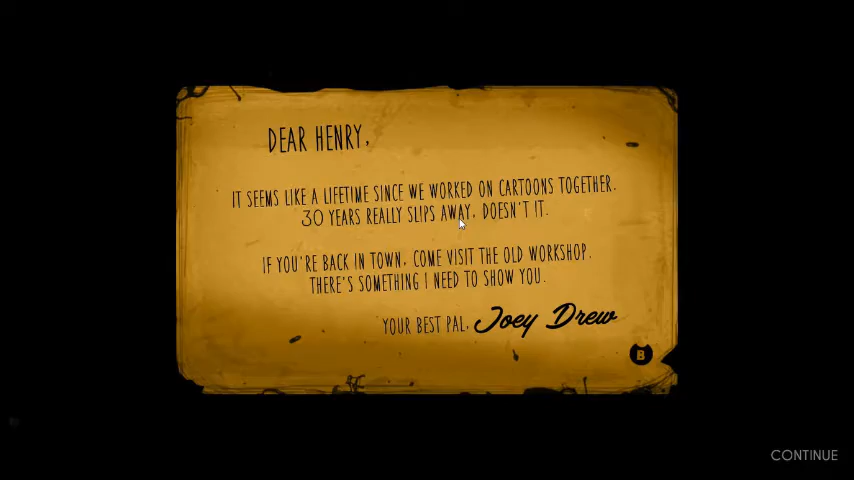 DEAR HENRY,
IT SEEMS LIKE A LIFETIME SINCE WE WORKED ON CARTOONS TOGETHER.
30 YEARS REALLY SLIPS AWAY, DOESN'T IT.
IF YOU'RE BACK IN TOWN, COME VISIT THE OLD WORKSHOP.
THERE'S SOMETHING I NEED TO SHOW YOU.
YOUR BEST PAL, Joey Drew
B
CONTINUE